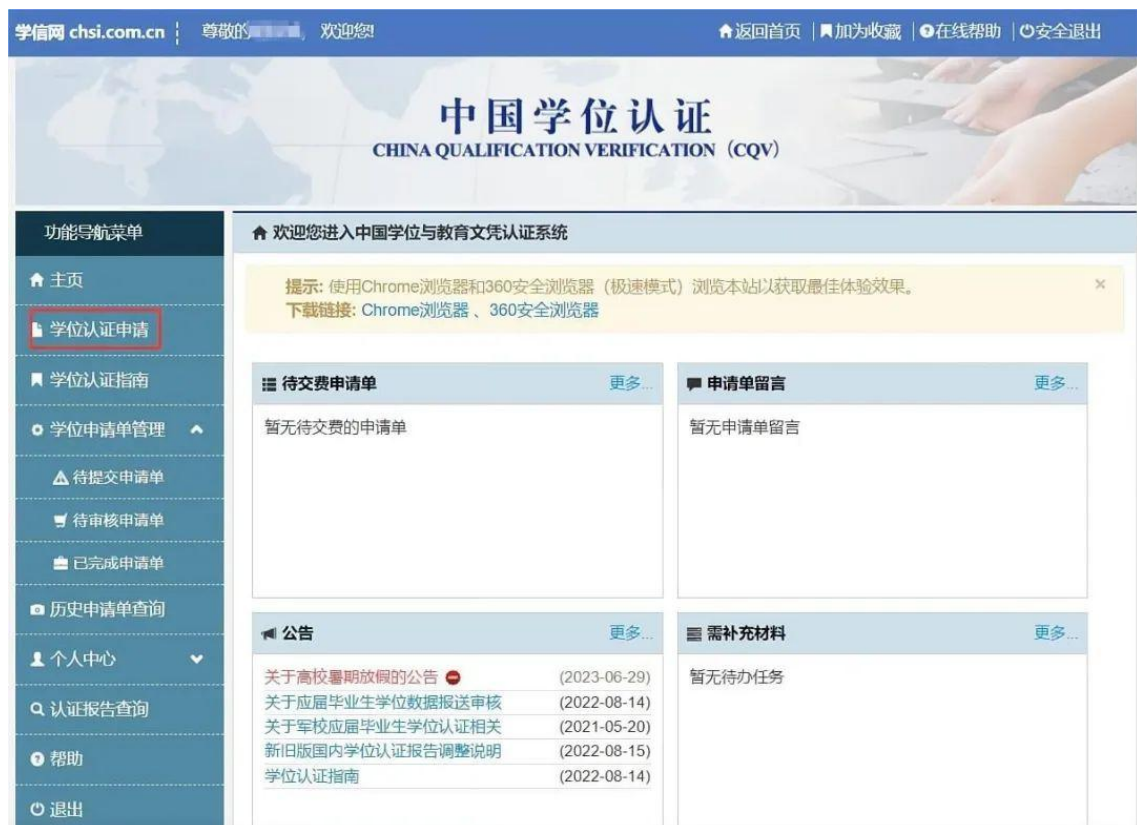 学信网 chsi.com.cn 尊敬的 , 欢迎您! 返回首页 加为收藏 在线帮助 安全退出
中国学位认证
CHINA QUALIFICATION VERIFICATION（CQV）
功能导航菜单
主页
学位认证申请
学位认证指南
学位申请单管理
待提交申请单
待审核申请单
已完成申请单
历史申请单查询
个人中心
认证报告查询
帮助
退出
欢迎您进入中国学位与教育文凭认证系统
提示: 使用Chrome浏览器和360安全浏览器（极速模式）浏览本站以获取最佳体验效果。 ×
下载链接: Chrome浏览器 、360安全浏览器
待交费申请单 更多...
暂无待交费的申请单
申请单留言 更多...
暂无申请单留言
公告 更多...
关于高校暑期放假的公告 (2023-06-29)
关于应届毕业生学位数据报送审核 (2022-08-14)
关于军校应届毕业生学位认证相关 (2021-05-20)
新旧版国内学位认证报告调整说明 (2022-08-15)
学位认证指南 (2022-08-14)
需补充材料 更多...
暂无待办任务